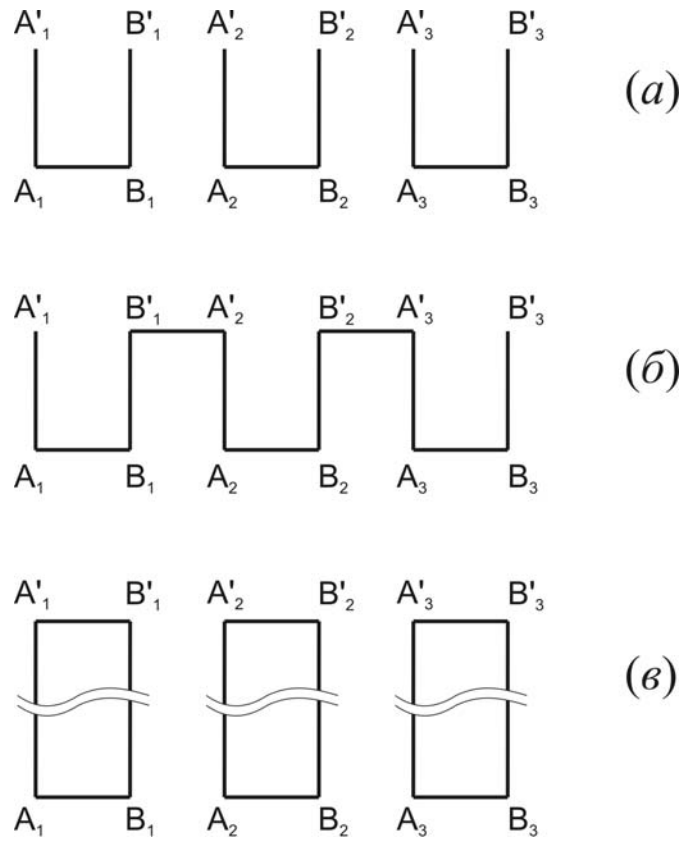 A'₁ B'₁ A'₂ B'₂ A'₃ B'₃
(а)
A₁ B₁ A₂ B₂ A₃ B₃
A'₁ B'₁ A'₂ B'₂ A'₃ B'₃
(б)
A₁ B₁ A₂ B₂ A₃ B₃
A'₁ B'₁ A'₂ B'₂ A'₃ B'₃
(в)
A₁ B₁ A₂ B₂ A₃ B₃